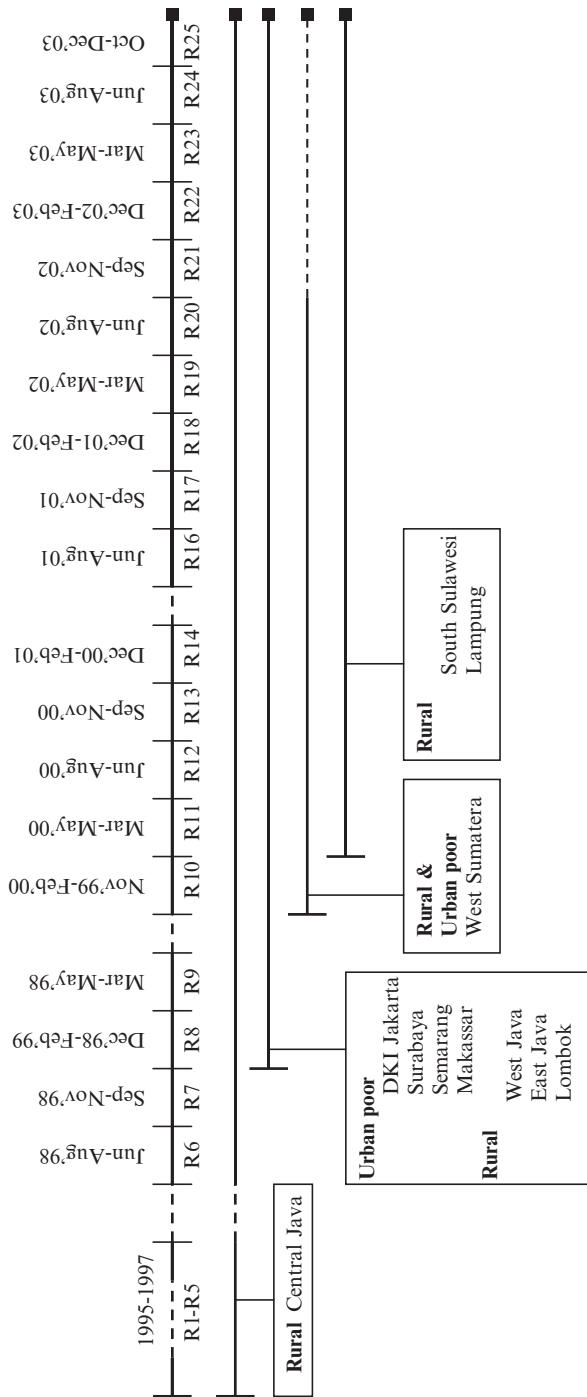 1995-1997
Jun-Aug'98
Sep-Nov'98
Dec'98-Feb'99
Mar-May'98
Nov'99-Feb'00
Mar-May'00
Jun-Aug'00
Sep-Nov'00
Dec'00-Feb'01
Jun-Aug'01
Sep-Nov'01
Dec'01-Feb'02
Mar-May'02
Jun-Aug'02
Sep-Nov'02
Dec'02-Feb'03
Mar-May'03
Jun-Aug'03
Oct-Dec'03
R1-R5
R6
R7
R8
R9
R10
R11
R12
R13
R14
R16
R17
R18
R19
R20
R21
R22
R23
R24
R25
Rural Central Java
Urban poor
DKI Jakarta
Surabaya
Semarang
Makassar
Rural
West Java
East Java
Lombok
Rural &
Urban poor
West Sumatera
Rural
South Sulawesi
Lampung